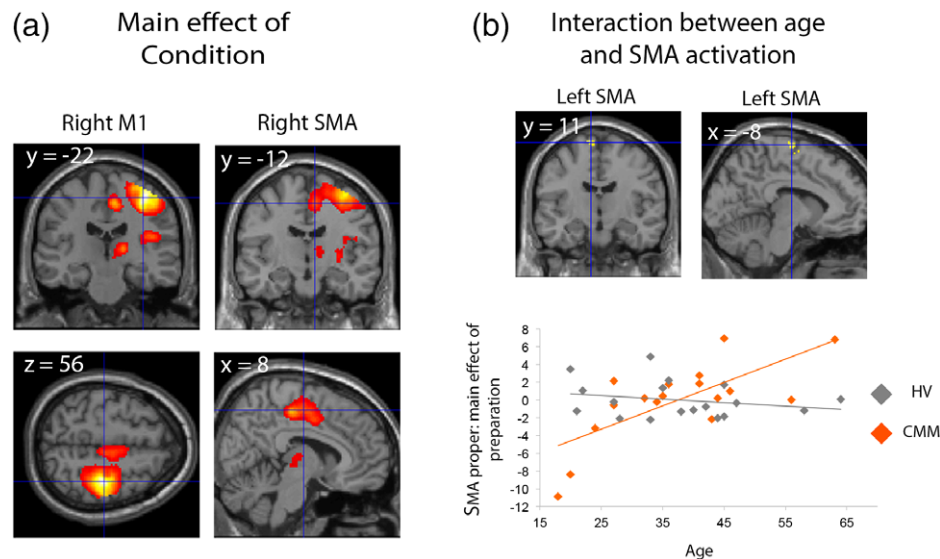 (a)
Main effect of
Condition
Right M1
Right SMA
y = -22
y = -12
z = 56
x = 8
(b)
Interaction between age
and SMA activation
Left SMA
Left SMA
y = 11
x = -8
SMA proper: main effect of
preparation
8
6
4
2
0
-2
-4
-6
-8
-10
-12
15
25
35
45
55
65
Age
HV
CMM